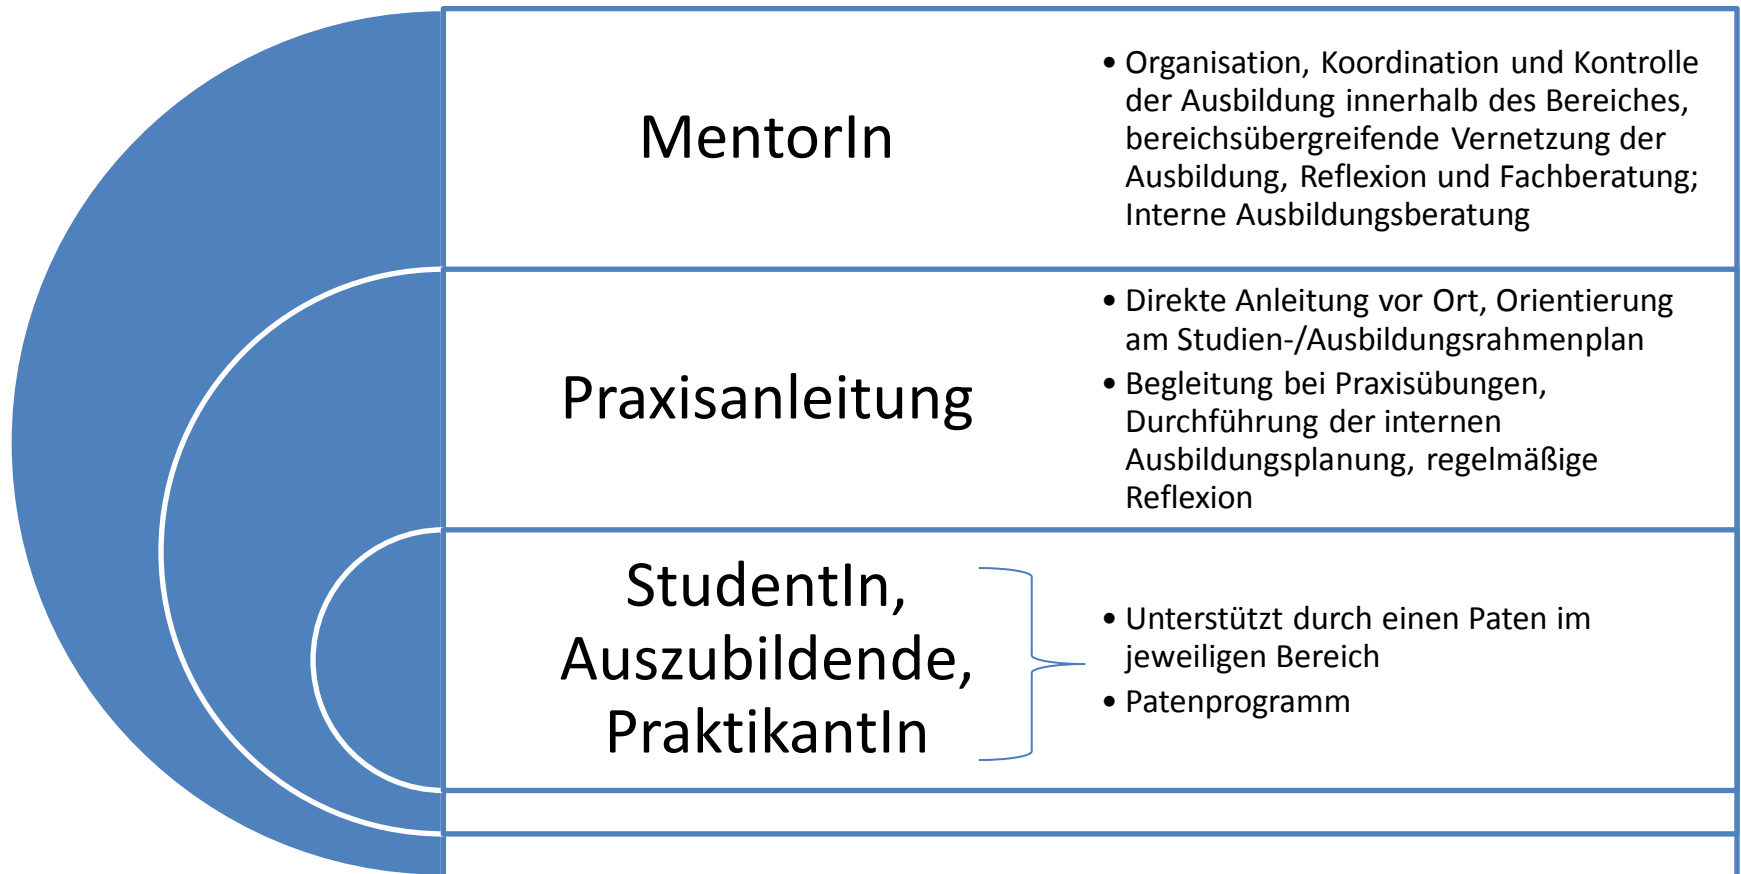 MentorIn
• Organisation, Koordination und Kontrolle
der Ausbildung innerhalb des Bereiches,
bereichsübergreifende Vernetzung der
Ausbildung, Reflexion und Fachberatung;
Interne Ausbildungsberatung
Praxisanleitung
• Direkte Anleitung vor Ort, Orientierung
am Studien-/Ausbildungsrahmenplan
• Begleitung bei Praxisübungen,
Durchführung der internen
Ausbildungsplanung, regelmäßige
Reflexion
StudentIn,
Auszubildende,
PraktikantIn
• Unterstützt durch einen Paten im
jeweiligen Bereich
• Patenprogramm